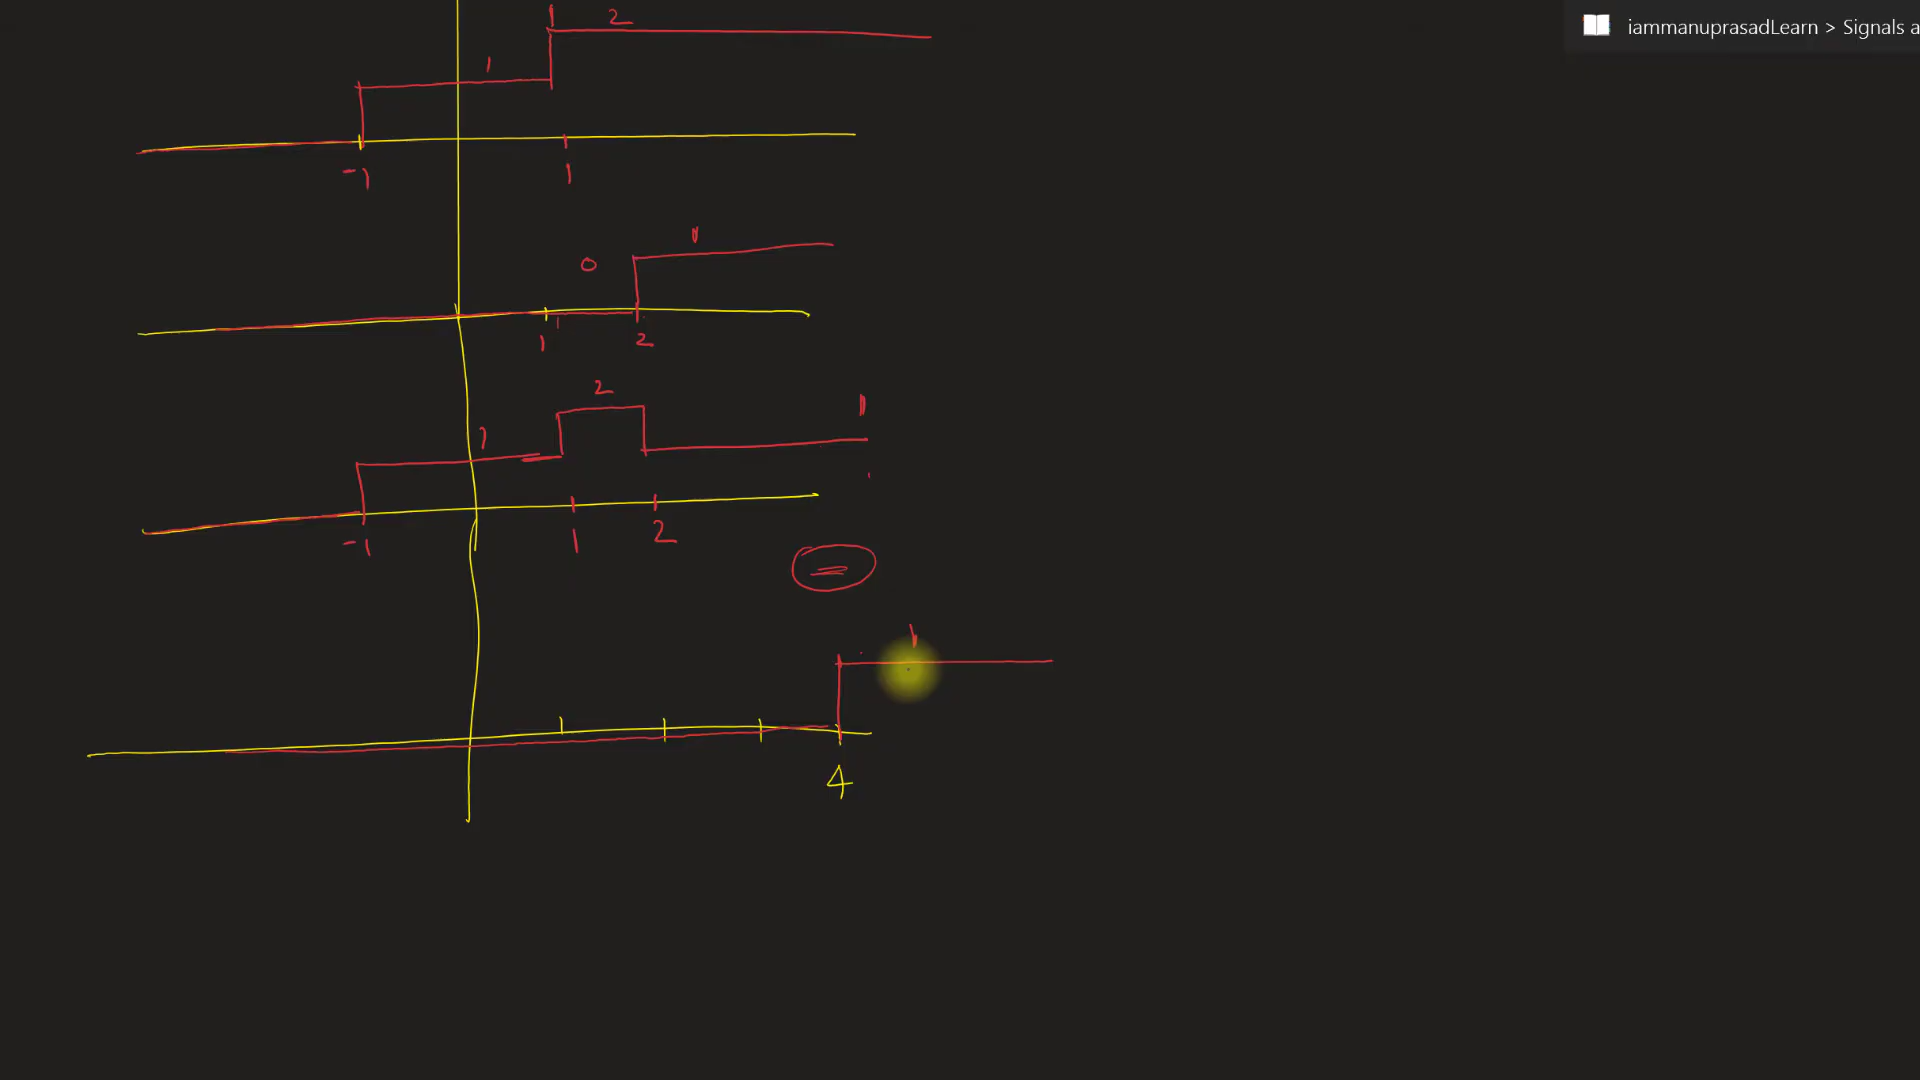 iammanuprasadLearn > Signals a
1 2
1
-1 1
0 1
1 2
1 2 1
-1 1 2
=
1
4